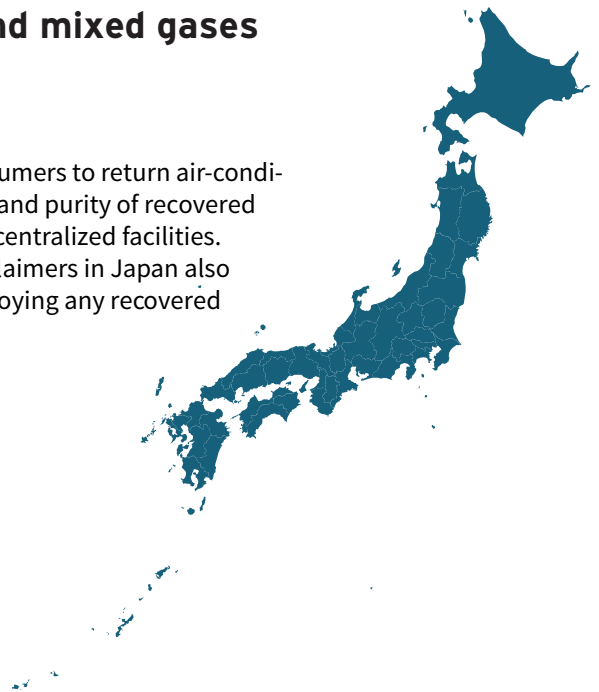 nd mixed gases
umers to return air-condi-
and purity of recovered
centralized facilities.
laimers in Japan also
oying any recovered